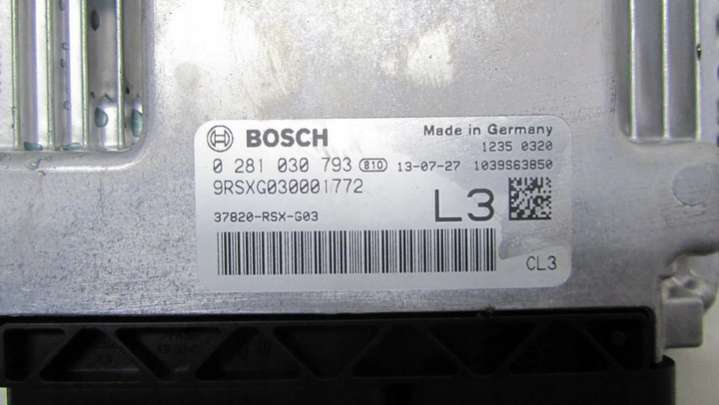 BOSCH
Made in Germany
1235 0320
0 281 030 793 810 13-07-27 1039S63850
9RSXG030001772
37820-RSX-G03
L3
CL3